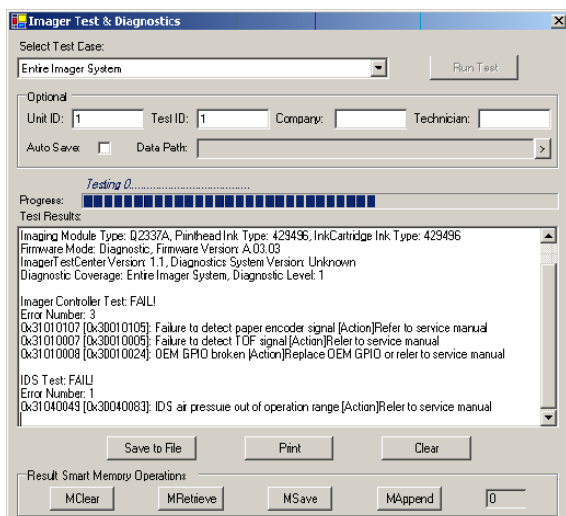 Imager Test & Diagnostics
Select Test Case:
Entire Imager System
Run Test
Optional
Unit ID: 1 Test ID: 1 Company: Technician:
Auto Save: Data Path: >
Testing 0.......................................
Progress:
Test Results:
Imaging Module Type: Q2337A, Printhead Ink Type: 429496, InkCartridge Ink Type: 429496
Firmware Mode: Diagnostic, Firmware Version: A.03.03
ImagerTestCenter Version: 1.1, Diagnostics System Version: Unknown
Diagnostic Coverage: Entire Imager System, Diagnostic Level: 1
Imager Controller Test: FAIL!
Error Number: 3
0x31010107 [0x30010105]: Failure to detect paper encoder signal [Action]Refer to service manual
0x31010007 [0x30010005]: Failure to detect TOF signal [Action]Refer to service manual
0x31010008 [0x30010024]: OEM GPIO broken [Action]Replace OEM GPIO or refer to service manual
IDS Test: FAIL!
Error Number: 1
0x31040049 [0x30040083]: IDS air pressure out of operation range [Action]Refer to service manual
Save to File Print Clear
Result Smart Memory Operations
MClear MRetrieve MSave MAppend 0